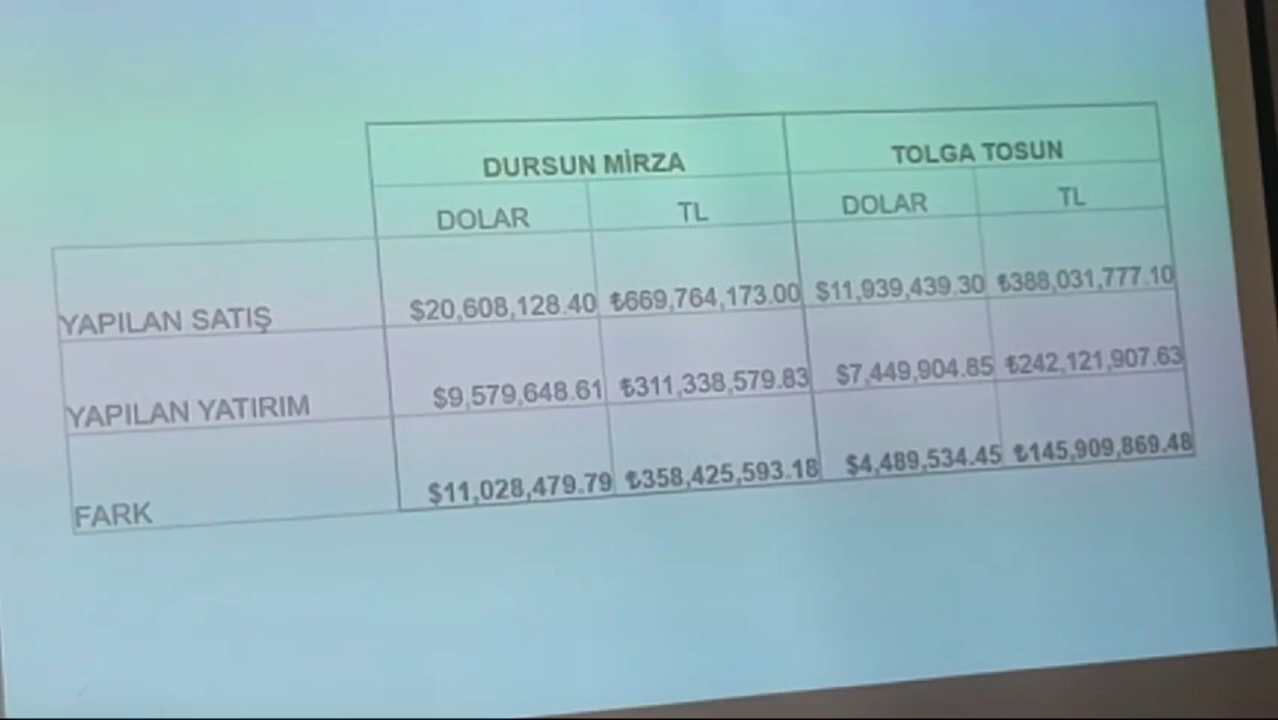 DURSUN MİRZA TOLGA TOSUN
DOLAR TL DOLAR TL
YAPILAN SATIŞ $20,608,128.40 ₺669,764,173.00 $11,939,439.30 ₺388,031,777.10
YAPILAN YATIRIM $9,579,648.61 ₺311,338,579.83 $7,449,904.85 ₺242,121,907.63
FARK $11,028,479.79 ₺358,425,593.18 $4,489,534.45 ₺145,909,869.48